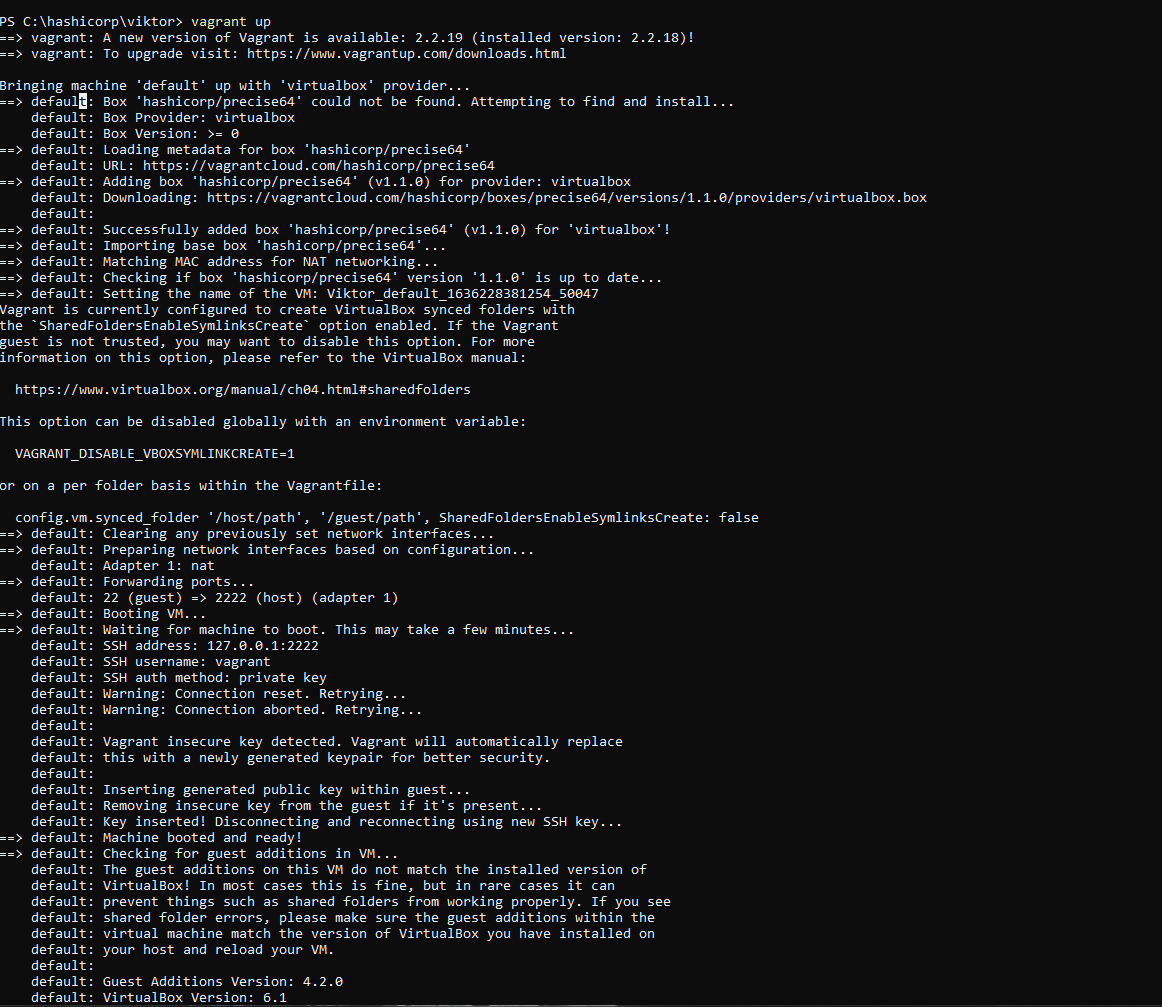 PS C:\hashicorp\viktor> vagrant up
==> vagrant: A new version of Vagrant is available: 2.2.19 (installed version: 2.2.18)!
==> vagrant: To upgrade visit: https://www.vagrantup.com/downloads.html

Bringing machine 'default' up with 'virtualbox' provider...
==> default: Box 'hashicorp/precise64' could not be found. Attempting to find and install...
    default: Box Provider: virtualbox
    default: Box Version: >= 0
==> default: Loading metadata for box 'hashicorp/precise64'
    default: URL: https://vagrantcloud.com/hashicorp/precise64
==> default: Adding box 'hashicorp/precise64' (v1.1.0) for provider: virtualbox
    default: Downloading: https://vagrantcloud.com/hashicorp/boxes/precise64/versions/1.1.0/providers/virtualbox.box
    default:
==> default: Successfully added box 'hashicorp/precise64' (v1.1.0) for 'virtualbox'!
==> default: Importing base box 'hashicorp/precise64'...
==> default: Matching MAC address for NAT networking...
==> default: Checking if box 'hashicorp/precise64' version '1.1.0' is up to date...
==> default: Setting the name of the VM: Viktor_default_1636228381254_50047
Vagrant is currently configured to create VirtualBox synced folders with
the `SharedFoldersEnableSymlinksCreate` option enabled. If the Vagrant
guest is not trusted, you may want to disable this option. For more
information on this option, please refer to the VirtualBox manual:

  https://www.virtualbox.org/manual/ch04.html#sharedfolders

This option can be disabled globally with an environment variable:

  VAGRANT_DISABLE_VBOXSYMLINKCREATE=1

or on a per folder basis within the Vagrantfile:

  config.vm.synced_folder '/host/path', '/guest/path', SharedFoldersEnableSymlinksCreate: false
==> default: Clearing any previously set network interfaces...
==> default: Preparing network interfaces based on configuration...
    default: Adapter 1: nat
==> default: Forwarding ports...
    default: 22 (guest) => 2222 (host) (adapter 1)
==> default: Booting VM...
==> default: Waiting for machine to boot. This may take a few minutes...
    default: SSH address: 127.0.0.1:2222
    default: SSH username: vagrant
    default: SSH auth method: private key
    default: Warning: Connection reset. Retrying...
    default: Warning: Connection aborted. Retrying...
    default:
    default: Vagrant insecure key detected. Vagrant will automatically replace
    default: this with a newly generated keypair for better security.
    default:
    default: Inserting generated public key within guest...
    default: Removing insecure key from the guest if it's present...
    default: Key inserted! Disconnecting and reconnecting using new SSH key...
==> default: Machine booted and ready!
==> default: Checking for guest additions in VM...
    default: The guest additions on this VM do not match the installed version of
    default: VirtualBox! In most cases this is fine, but in rare cases it can
    default: prevent things such as shared folders from working properly. If you see
    default: shared folder errors, please make sure the guest additions within the
    default: virtual machine match the version of VirtualBox you have installed on
    default: your host and reload your VM.
    default:
    default: Guest Additions Version: 4.2.0
    default: VirtualBox Version: 6.1